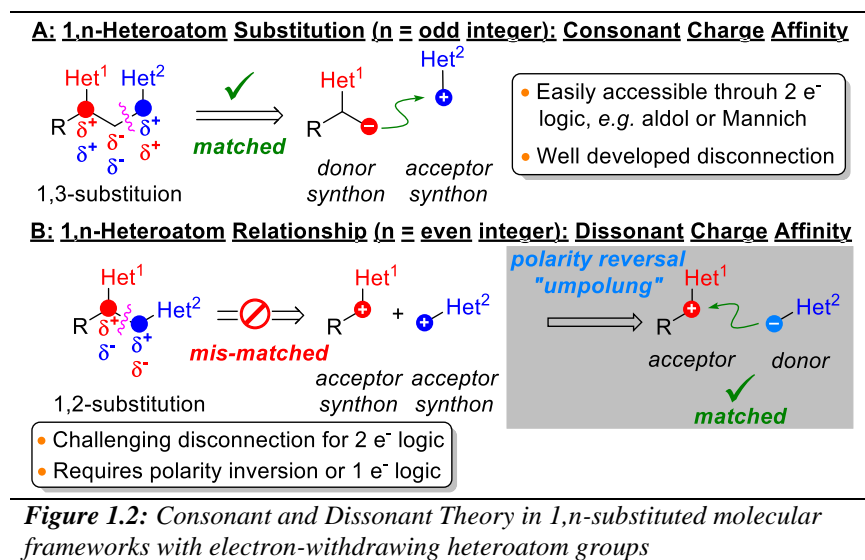 A: 1,n-Heteroatom Substitution (n = odd integer): Consonant Charge Affinity
Het¹ Het²
R
δ⁺ δ⁻ δ⁺
δ⁺ δ⁻ δ⁺
1,3-substituion
matched
Het¹
R
−
donor
synthon
Het²
+
acceptor
synthon
• Easily accessible throuh 2 e⁻
logic, e.g. aldol or Mannich
• Well developed disconnection
B: 1,n-Heteroatom Relationship (n = even integer): Dissonant Charge Affinity
Het¹
Het²
R
δ⁺ δ⁺
δ⁻ δ⁻
1,2-substitution
mis-matched
Het¹
R
+
acceptor
synthon
+
Het²
+
acceptor
synthon
polarity reversal
"umpolung"
Het¹
R
+
acceptor
Het²
−
donor
matched
• Challenging disconnection for 2 e⁻ logic
• Requires polarity inversion or 1 e⁻ logic
Figure 1.2: Consonant and Dissonant Theory in 1,n-substituted molecular
frameworks with electron-withdrawing heteroatom groups